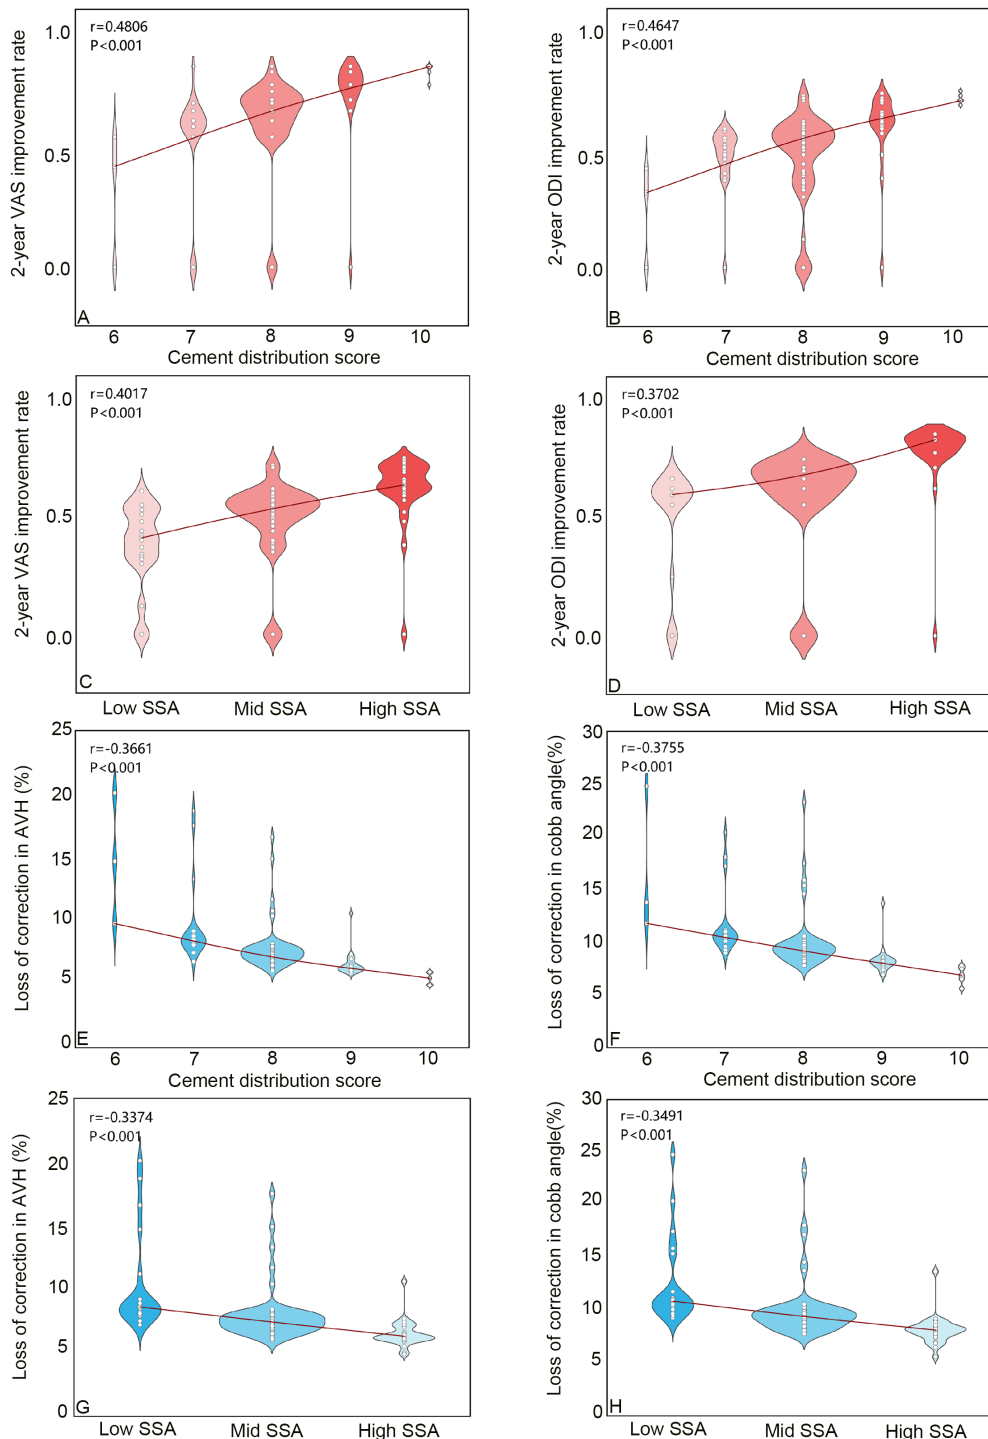 r=0.4806
P<0.001
1.0
0.5
0.0
2-year VAS improvement rate
A
6 7 8 9 10
Cement distribution score
r=0.4647
P<0.001
1.0
0.5
0.0
2-year ODI improvement rate
B
6 7 8 9 10
Cement distribution score
r=0.4017
P<0.001
1.0
0.5
0.0
2-year VAS improvement rate
C
Low SSA Mid SSA High SSA
r=0.3702
P<0.001
1.0
0.5
0.0
2-year ODI improvement rate
D
Low SSA Mid SSA High SSA
r=-0.3661
P<0.001
25
20
15
10
5
0
Loss of correction in AVH (%)
E
6 7 8 9 10
Cement distribution score
r=-0.3755
P<0.001
30
25
20
15
10
5
0
Loss of correction in cobb angle(%)
F
6 7 8 9 10
Cement distribution score
r=-0.3374
P<0.001
25
20
15
10
5
0
Loss of correction in AVH (%)
G
Low SSA Mid SSA High SSA
r=-0.3491
P<0.001
30
25
20
15
10
5
0
Loss of correction in cobb angle(%)
H
Low SSA Mid SSA High SSA